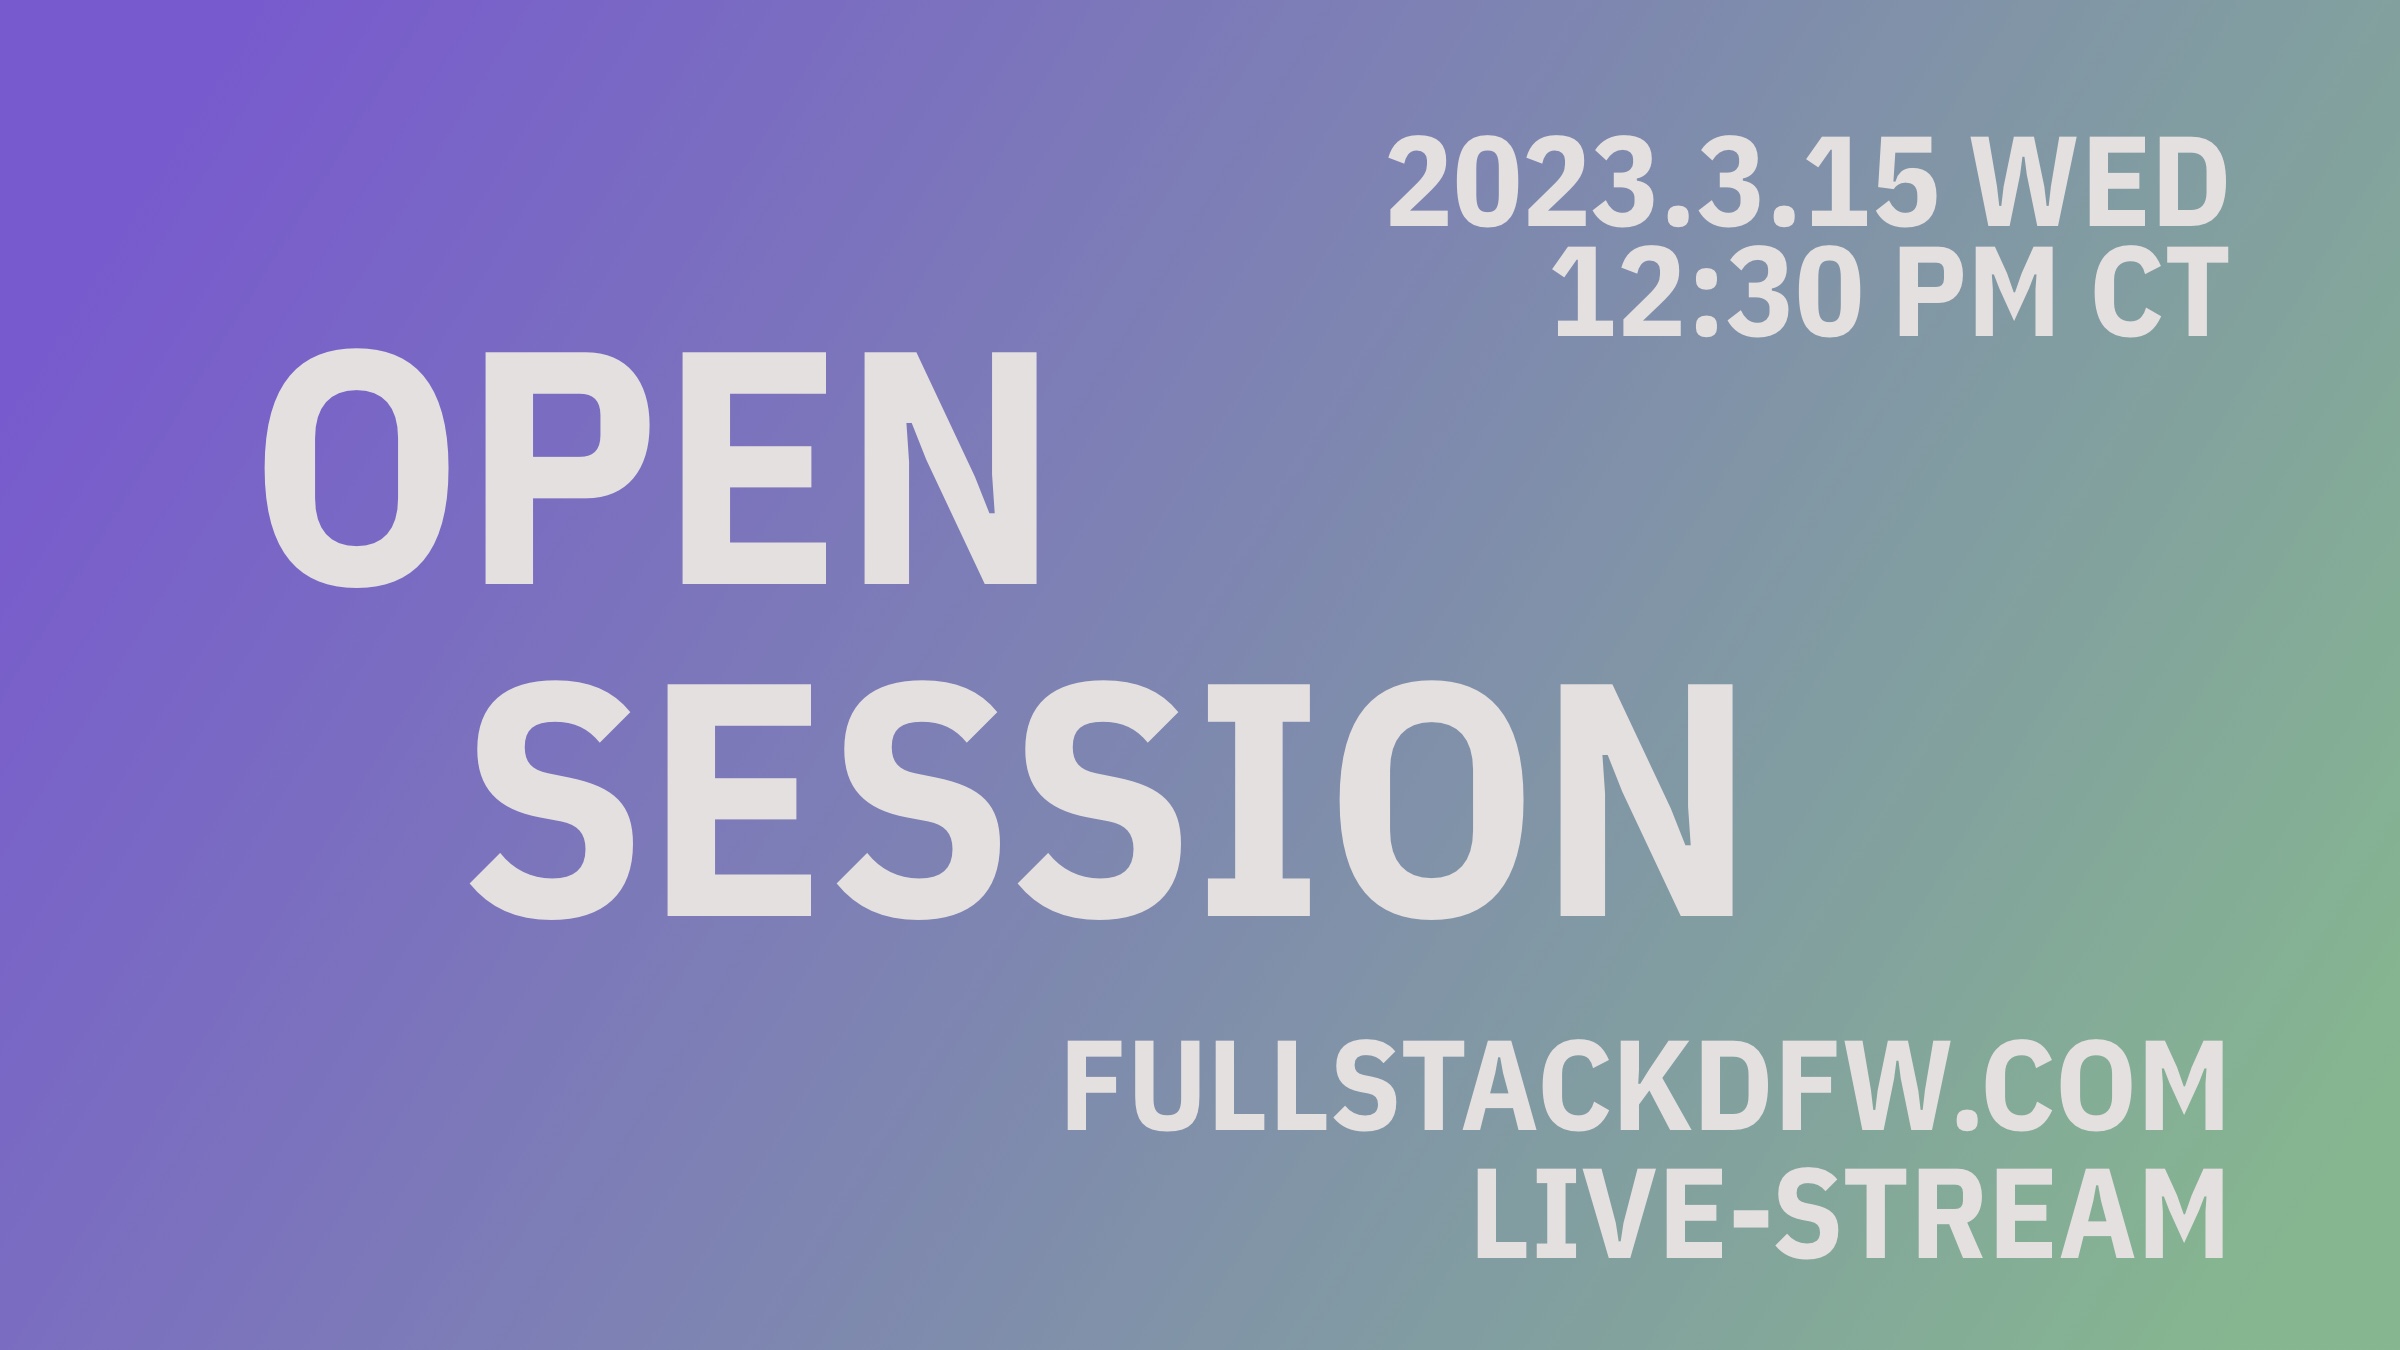 2023.3.15 WED
12:30 PM CT
OPEN
SESSION
FULLSTACKDFW.COM
LIVE-STREAM